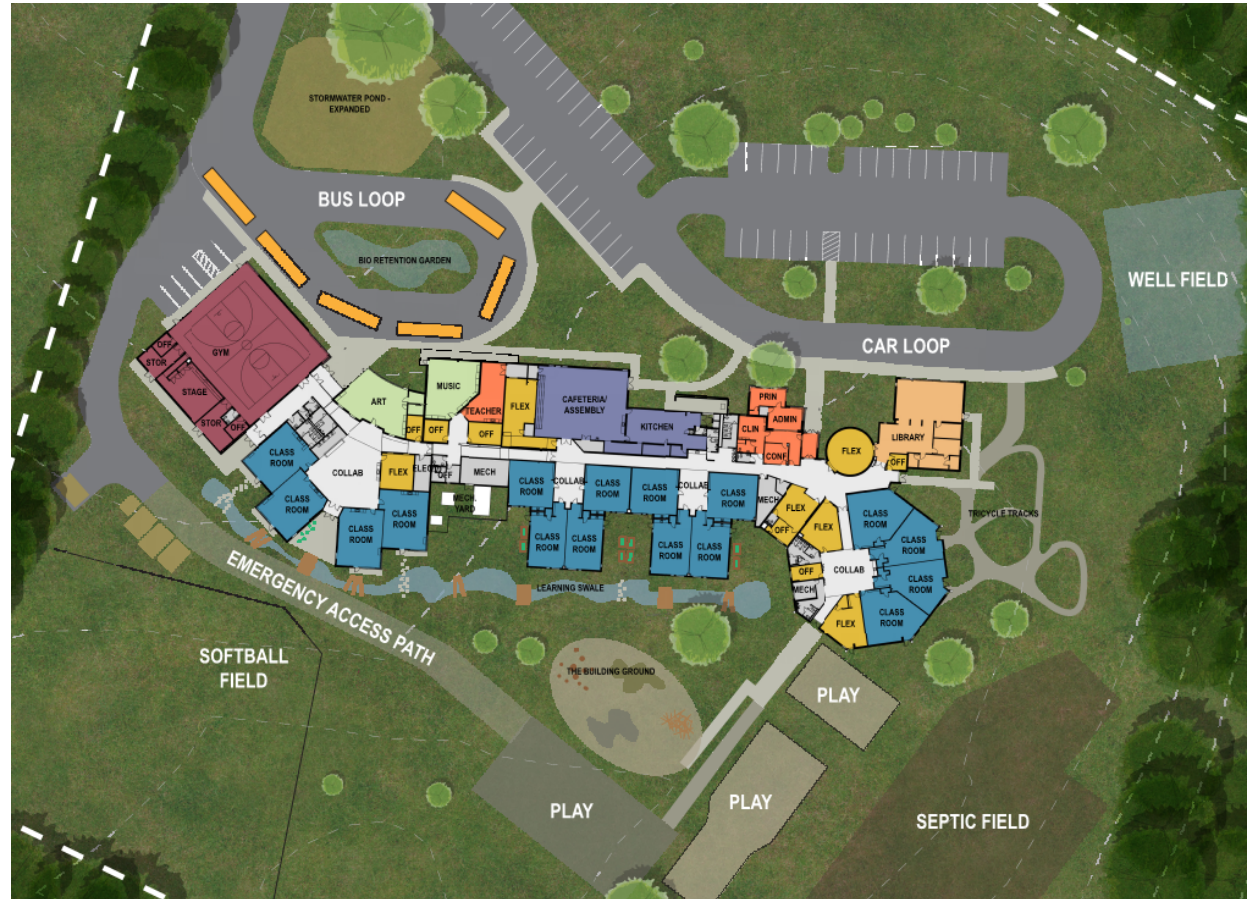 STORMWATER POND -
EXPANDED
BUS LOOP
BIO RETENTION GARDEN
WELL FIELD
CAR LOOP
OFF
STOR
GYM
STAGE
STOR
OFF
ART
MUSIC
TEACHER
FLEX
OFF
OFF
OFF
CAFETERIA/
ASSEMBLY
KITCHEN
PRIN
ADMIN
CLIN
CONF
FLEX
LIBRARY
OFF
CLASS
ROOM
CLASS
ROOM
COLLAB
FLEX
CLASS
ROOM
CLASS
ROOM
OFF
MECH
MECH.
YARD
CLASS
ROOM
COLLAB
CLASS
ROOM
CLASS
ROOM
COLLAB
CLASS
ROOM
CLASS
ROOM
CLASS
ROOM
CLASS
ROOM
CLASS
ROOM
MECH
FLEX
FLEX
OFF
OFF
MECH
COLLAB
FLEX
CLASS
ROOM
CLASS
ROOM
CLASS
ROOM
CLASS
ROOM
TRICYCLE TRACKS
LEARNING SWALE
EMERGENCY ACCESS PATH
SOFTBALL
FIELD
THE BUILDING GROUND
PLAY
PLAY
PLAY
SEPTIC FIELD